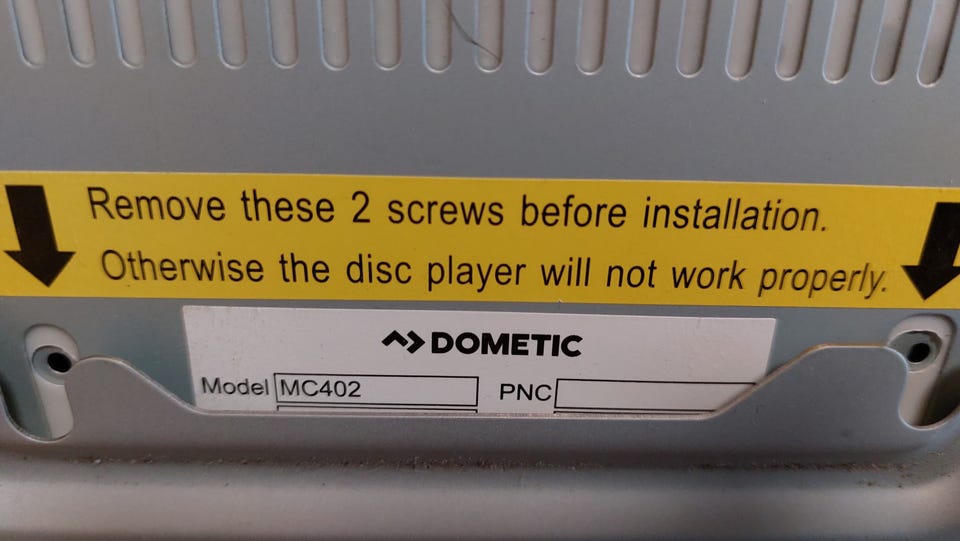 Remove these 2 screws before installation.
Otherwise the disc player will not work properly.
DOMETIC
Model MC402 PNC